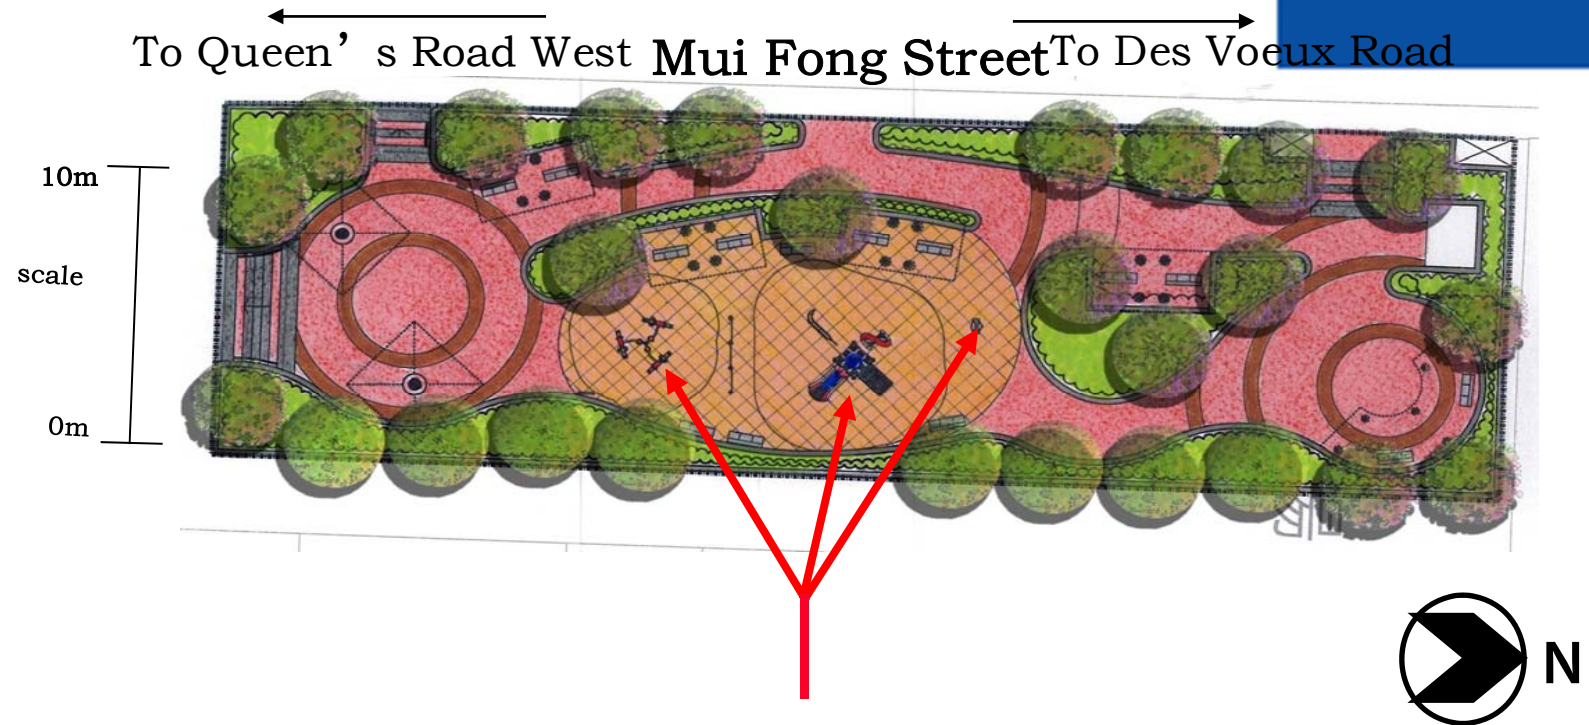 To Queen’s Road West
Mui Fong Street
To Des Voeux Road
10m
scale
0m
N